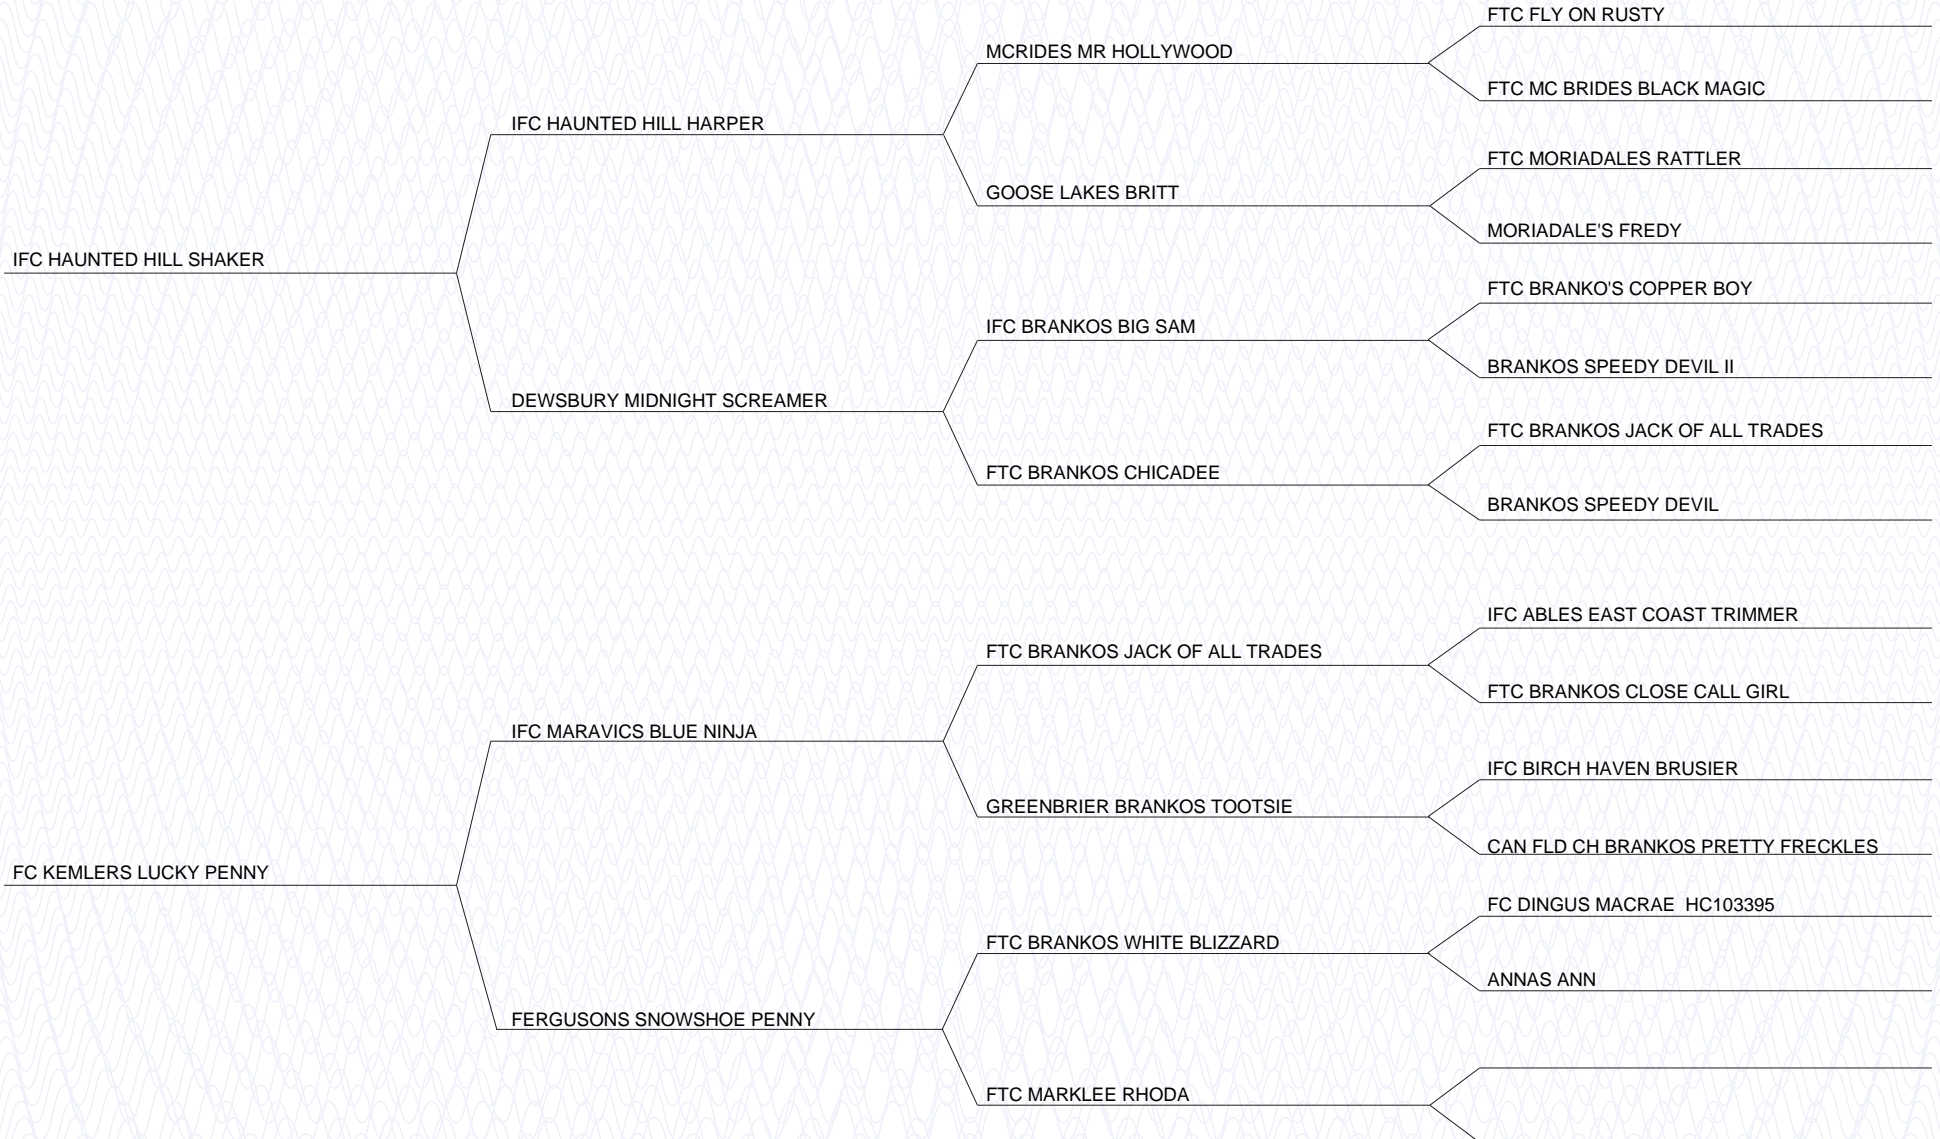 FTC FLY ON RUSTY
MCRIDES MR HOLLYWOOD
FTC MC BRIDES BLACK MAGIC
IFC HAUNTED HILL HARPER
FTC MORIADALES RATTLER
GOOSE LAKES BRITT
MORIADALE'S FREDY
IFC HAUNTED HILL SHAKER
FTC BRANKO'S COPPER BOY
IFC BRANKOS BIG SAM
BRANKOS SPEEDY DEVIL II
DEWSBURY MIDNIGHT SCREAMER
FTC BRANKOS JACK OF ALL TRADES
FTC BRANKOS CHICADEE
BRANKOS SPEEDY DEVIL
IFC ABLES EAST COAST TRIMMER
FTC BRANKOS JACK OF ALL TRADES
FTC BRANKOS CLOSE CALL GIRL
IFC MARAVICS BLUE NINJA
IFC BIRCH HAVEN BRUSIER
GREENBRIER BRANKOS TOOTSIE
CAN FLD CH BRANKOS PRETTY FRECKLES
FC KEMLERS LUCKY PENNY
FC DINGUS MACRAE  HC103395
FTC BRANKOS WHITE BLIZZARD
ANNAS ANN
FERGUSONS SNOWSHOE PENNY
FTC MARKLEE RHODA